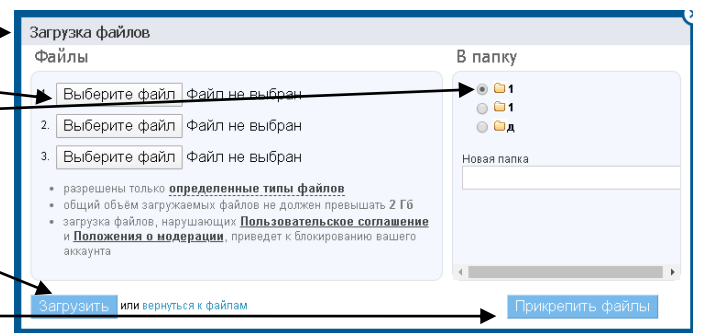 Загрузка файлов
Файлы
В папку
1. Выберите файл Файл не выбран
2. Выберите файл Файл не выбран
3. Выберите файл Файл не выбран
• разрешены только определенные типы файлов
• общий объём загружаемых файлов не должен превышать 2 Гб
• загрузка файлов, нарушающих Пользовательское соглашение
и Положения о модерации, приведет к блокированию вашего
аккаунта
1
1
д
Новая папка
Загрузить или вернуться к файлам
Прикрепить файлы